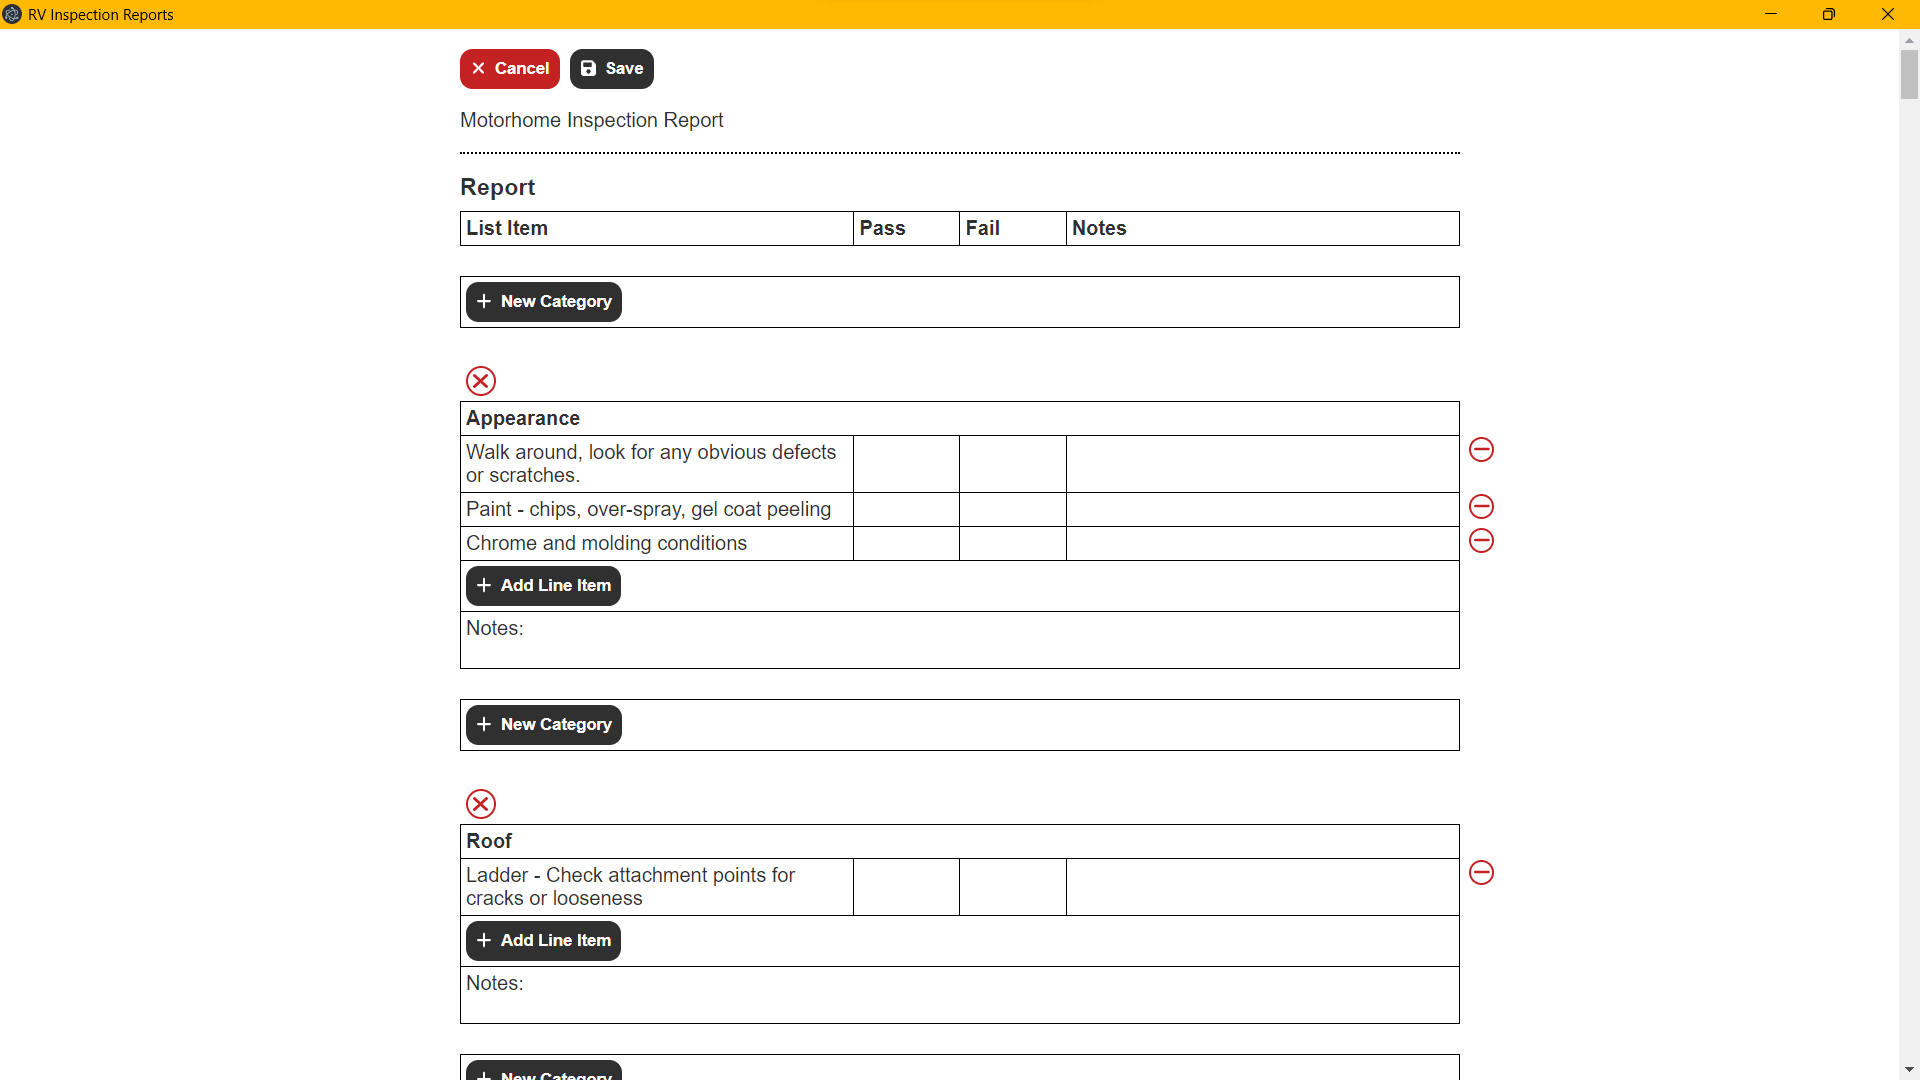 RV Inspection Reports
Cancel
Save
Motorhome Inspection Report
Report
List Item
Pass
Fail
Notes
New Category
Appearance
Walk around, look for any obvious defects
or scratches.
Paint - chips, over-spray, gel coat peeling
Chrome and molding conditions
Add Line Item
Notes:
New Category
Roof
Ladder - Check attachment points for
cracks or looseness
Add Line Item
Notes:
New Category